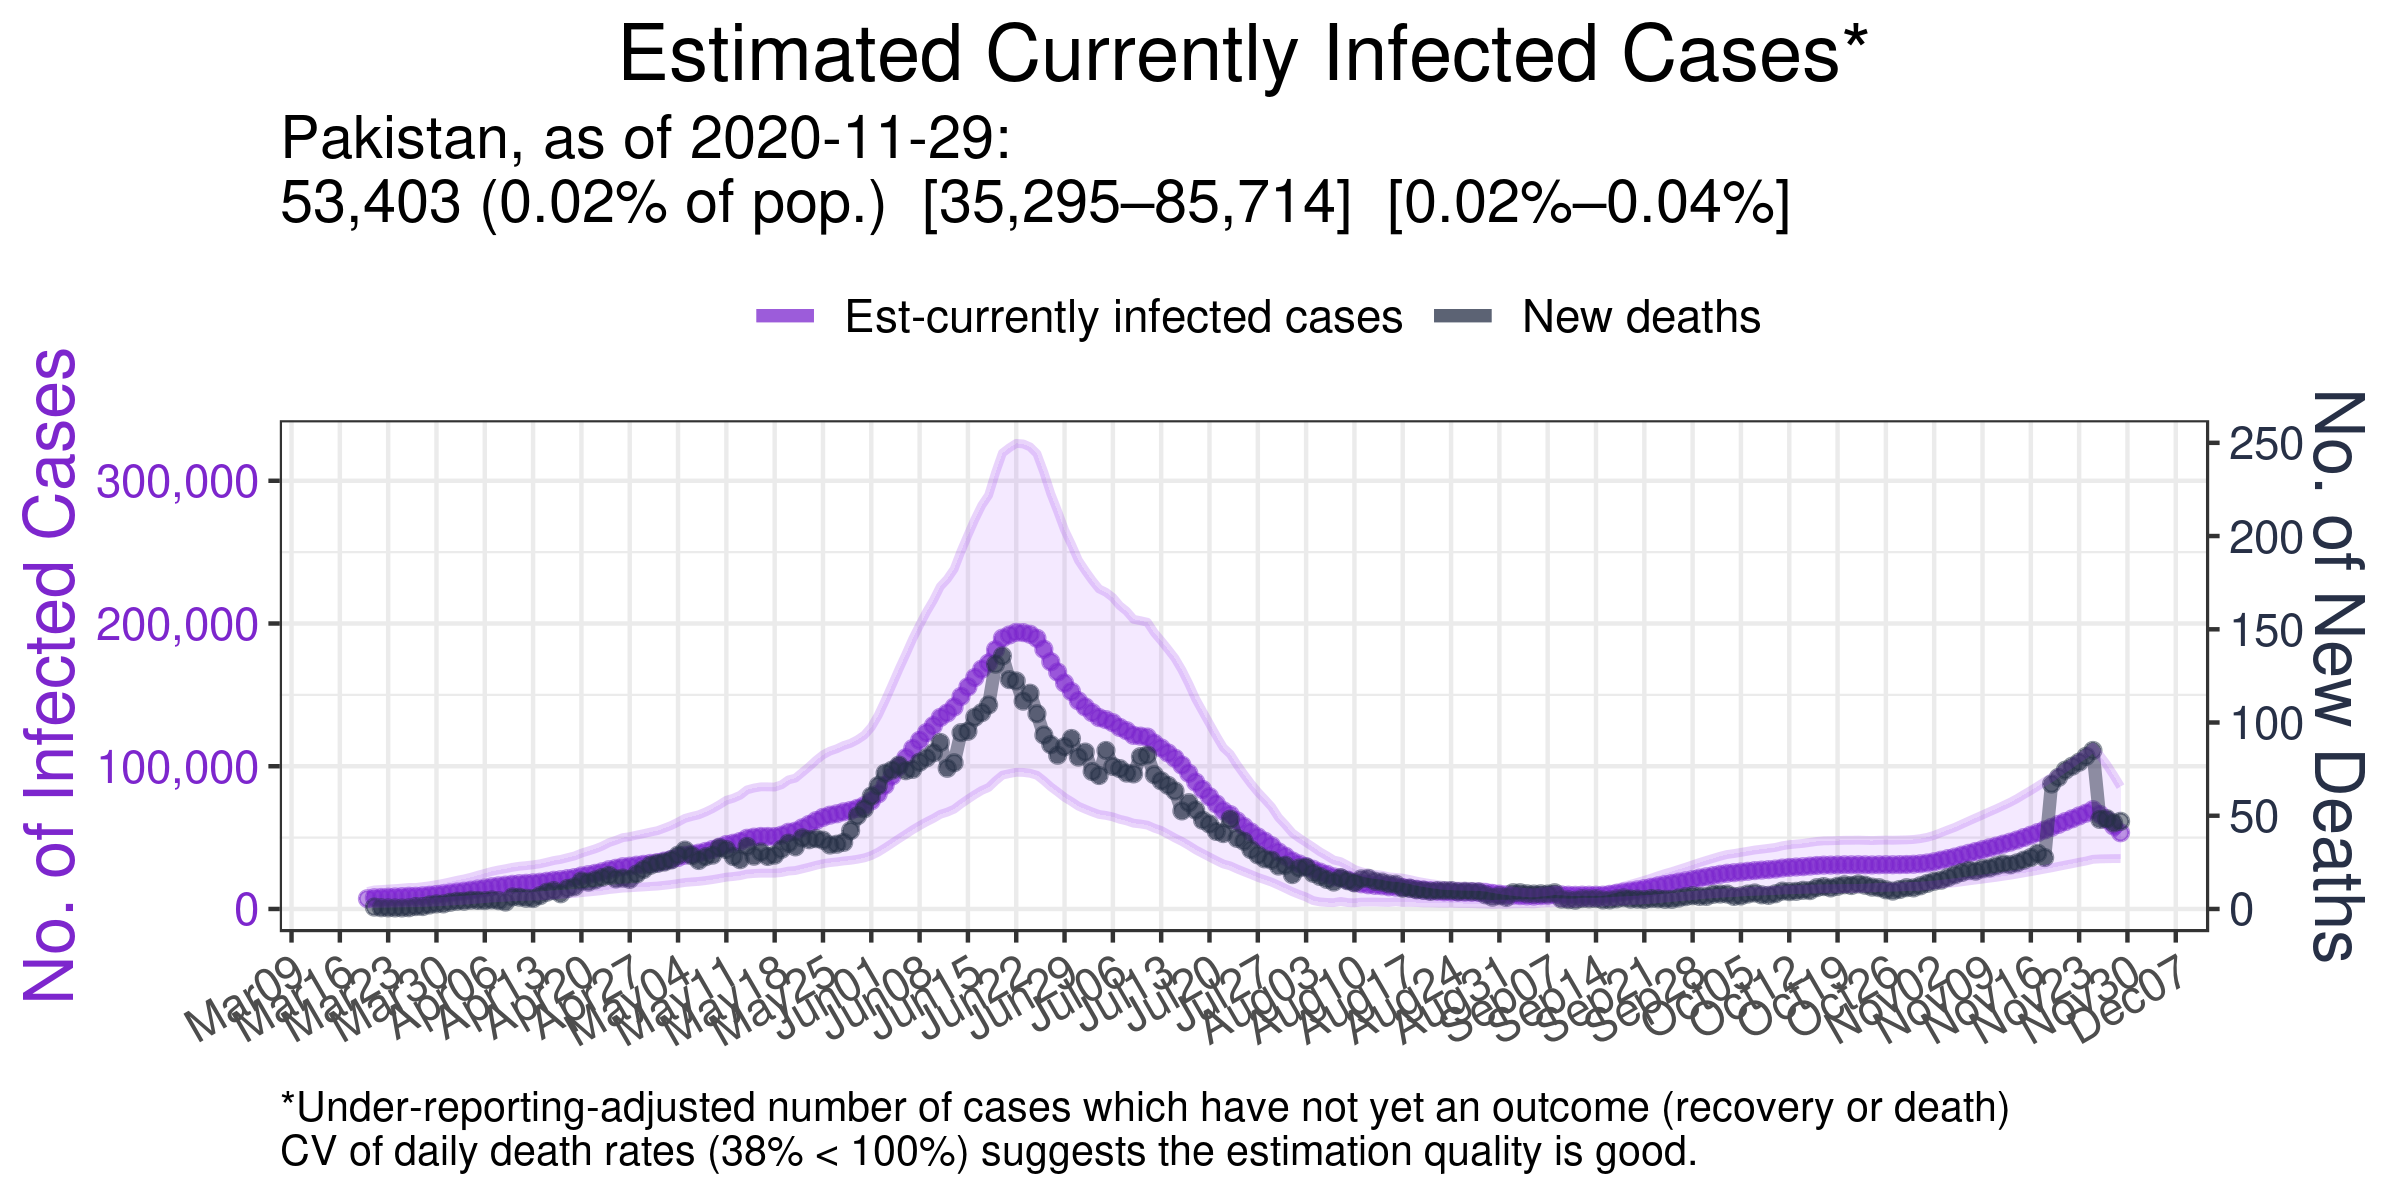 Estimated Currently Infected Cases*
Pakistan, as of 2020-11-29:
53,403 (0.02% of pop.)  [35,295–85,714]  [0.02%–0.04%]
Est-currently infected cases
New deaths
No. of Infected Cases
300,000
200,000
100,000
0
No. of New Deaths
250
200
150
100
50
0
Mar09
Mar16
Mar23
Mar30
Apr06
Apr13
Apr20
Apr27
May04
May11
May18
May25
Jun01
Jun08
Jun15
Jun22
Jun29
Jul06
Jul13
Jul20
Jul27
Aug03
Aug10
Aug17
Aug24
Aug31
Sep07
Sep14
Sep21
Sep28
Oct05
Oct12
Oct19
Oct26
Nov02
Nov09
Nov16
Nov23
Nov30
Dec07
*Under-reporting-adjusted number of cases which have not yet an outcome (recovery or death)
CV of daily death rates (38% < 100%) suggests the estimation quality is good.